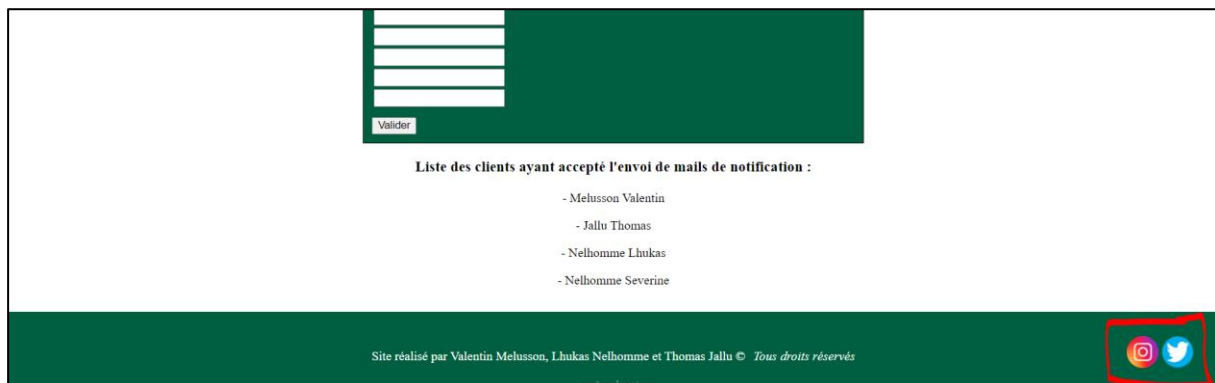 Valider
Liste des clients ayant accepté l'envoi de mails de notification :
- Melusson Valentin
- Jallu Thomas
- Nelhomme Lhukas
- Nelhomme Severine
Site réalisé par Valentin Melusson, Lhukas Nelhomme et Thomas Jallu © Tous droits réservés